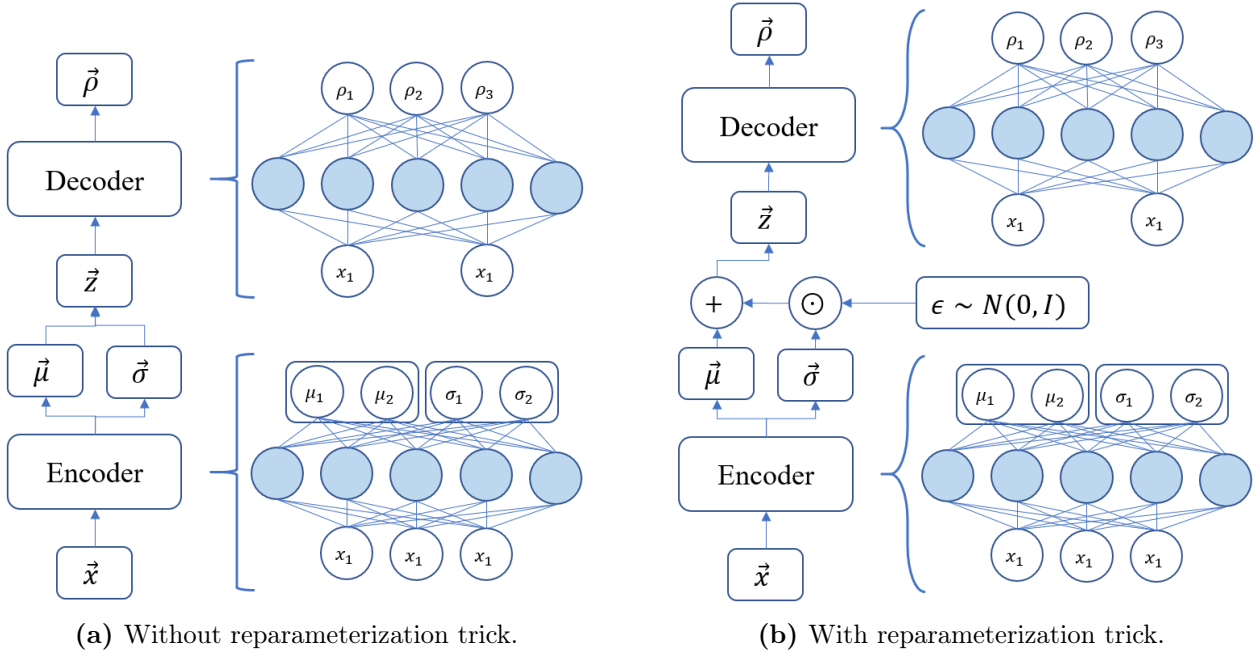 ρ⃗
Decoder
z⃗
μ⃗ σ⃗
Encoder
x⃗
ρ₁ ρ₂ ρ₃
x₁ x₁
μ₁ μ₂ σ₁ σ₂
x₁ x₁ x₁
(a) Without reparameterization trick.
ρ⃗
Decoder
z⃗
+ ⊙ ϵ ~ N(0, I)
μ⃗ σ⃗
Encoder
x⃗
ρ₁ ρ₂ ρ₃
x₁ x₁
μ₁ μ₂ σ₁ σ₂
x₁ x₁ x₁
(b) With reparameterization trick.